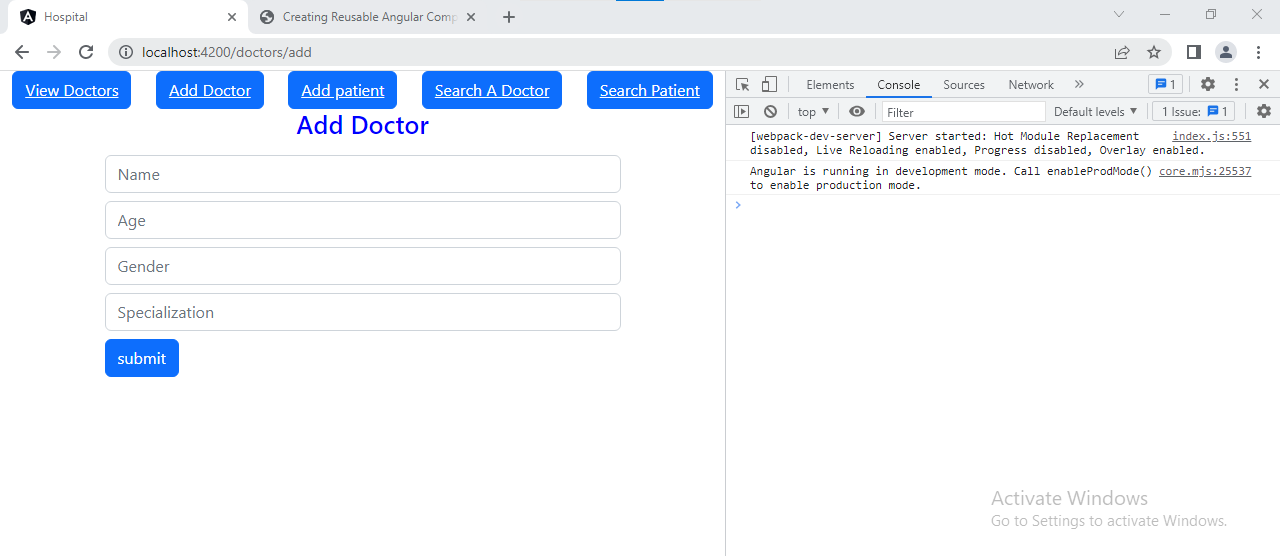 Hospital
Creating Reusable Angular Comp
localhost:4200/doctors/add
View Doctors Add Doctor Add patient Search A Doctor Search Patient
Add Doctor
Name
Age
Gender
Specialization
submit
Elements Console Sources Network » 1
top Filter Default levels 1 Issue: 1
[webpack-dev-server] Server started: Hot Module Replacement index.js:551
disabled, Live Reloading enabled, Progress disabled, Overlay enabled.
Angular is running in development mode. Call enableProdMode() core.mjs:25537
to enable production mode.
Activate Windows
Go to Settings to activate Windows.